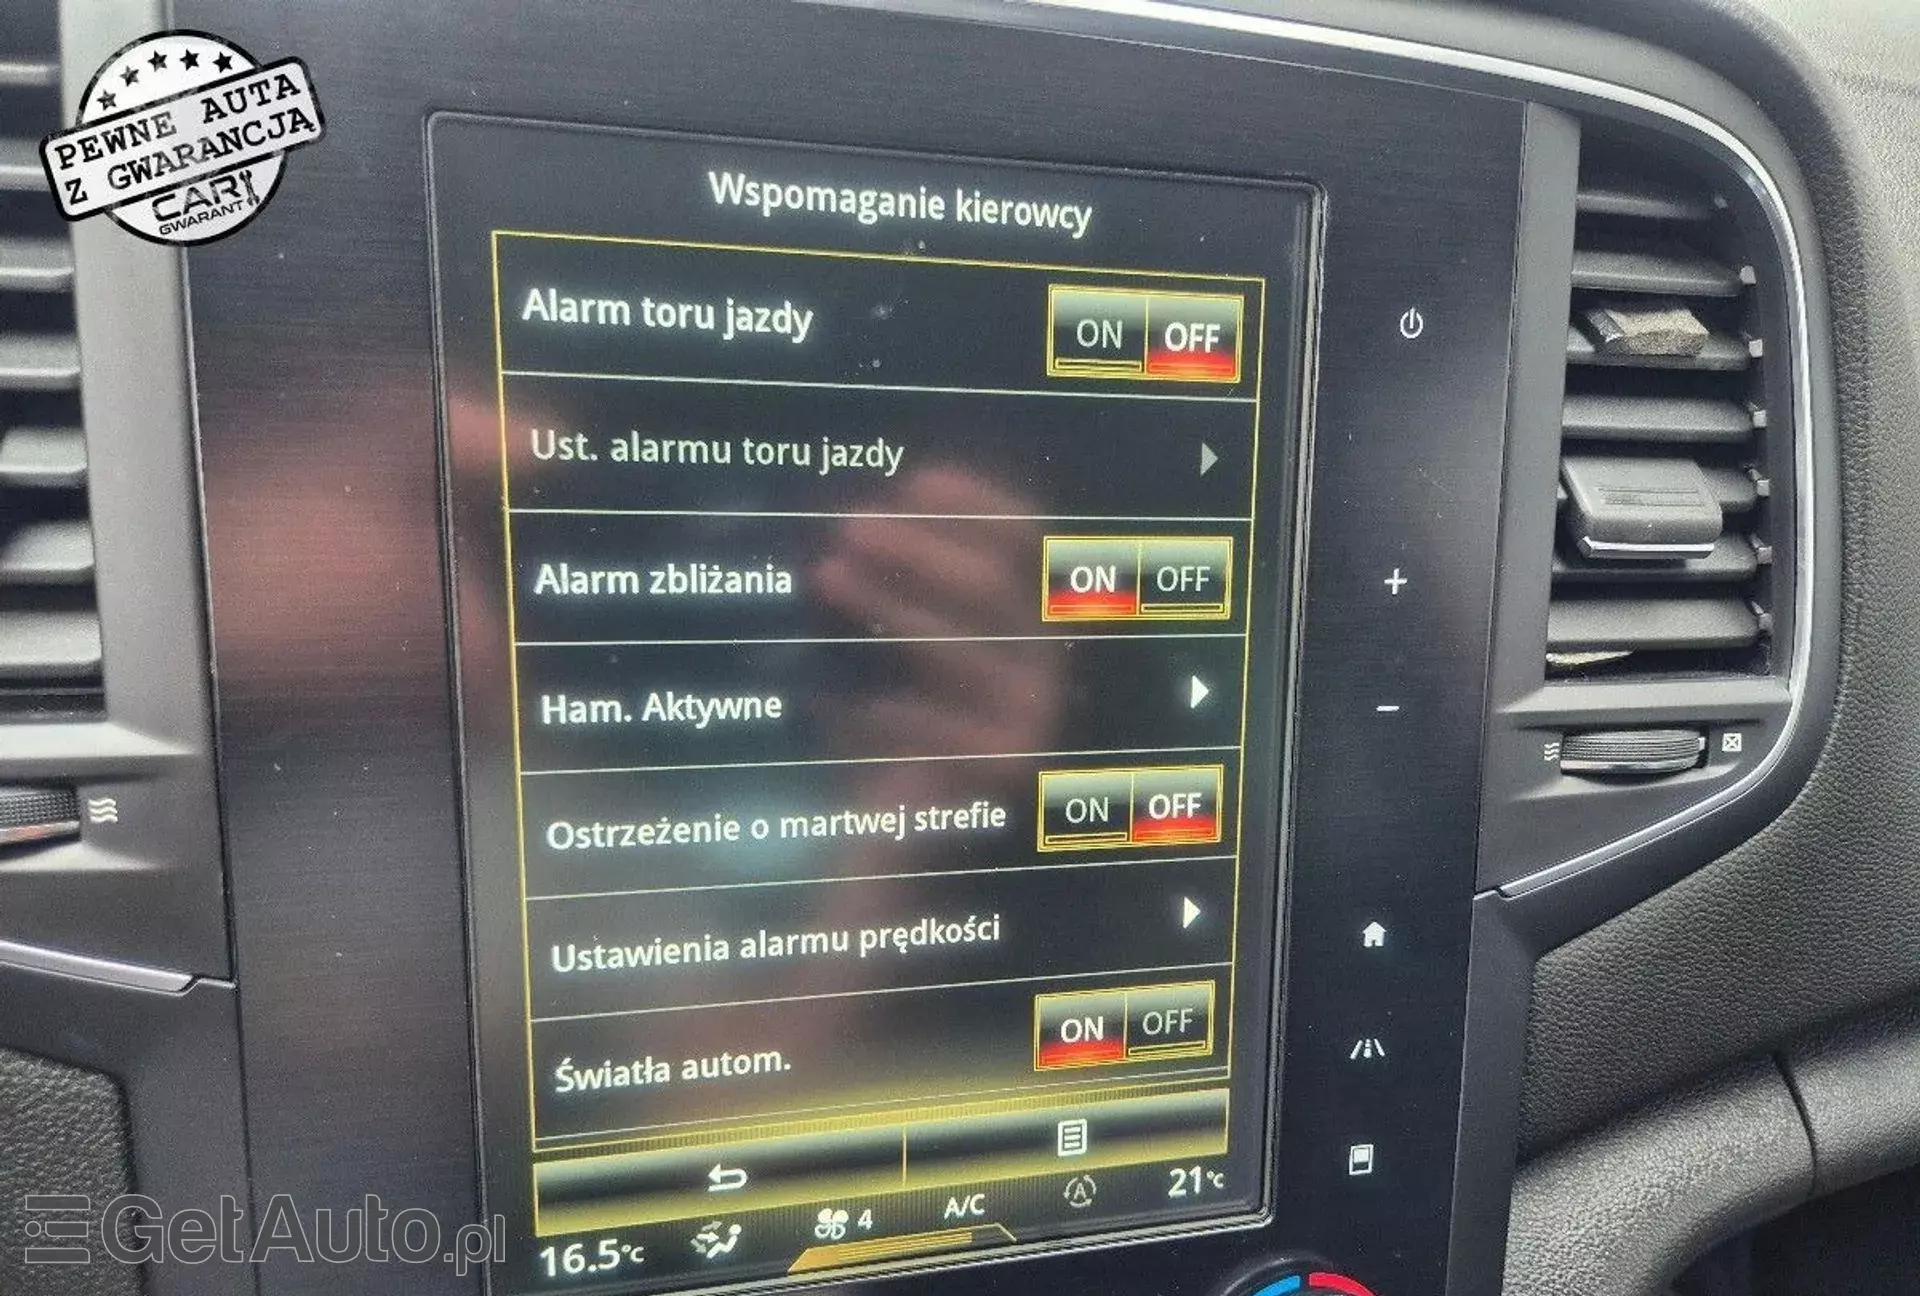 PEWNE AUTA
Z GWARANCJĄ
CAR
GWARANT
Wspomaganie kierowcy
Alarm toru jazdy ON OFF
Ust. alarmu toru jazdy
Alarm zbliżania ON OFF
Ham. Aktywne
Ostrzeżenie o martwej strefie ON OFF
Ustawienia alarmu prędkości
Światła autom. ON OFF
16.5°C 4 A/C A 21°C
GetAuto.pl